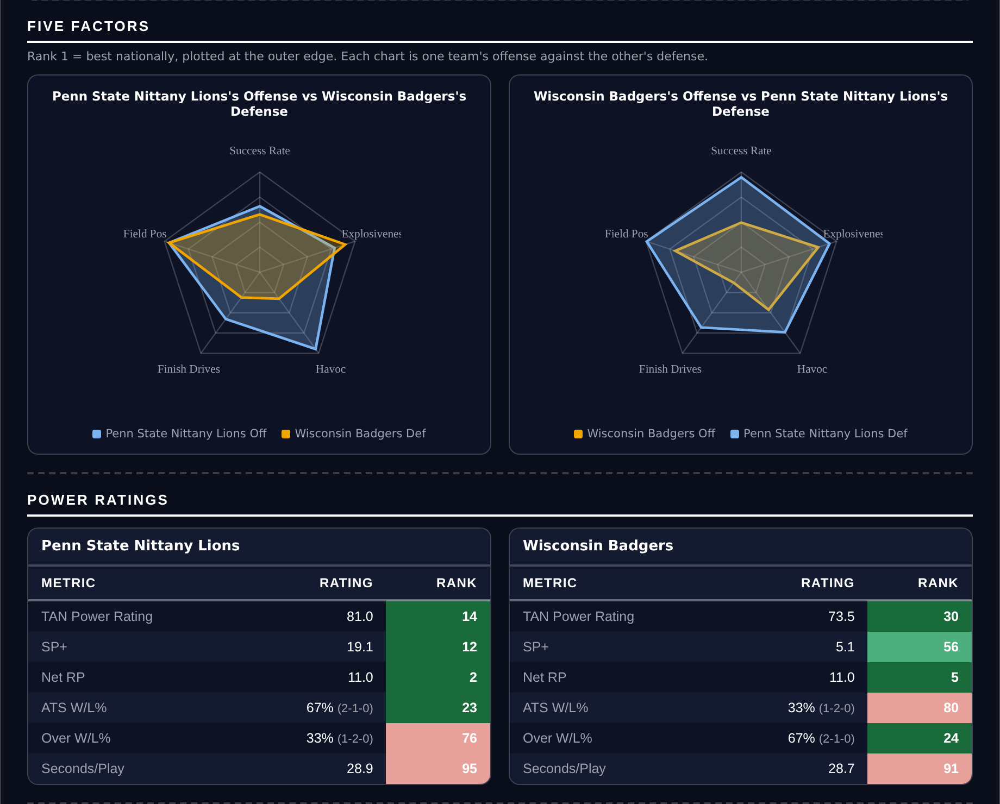 FIVE FACTORS
Rank 1 = best nationally, plotted at the outer edge. Each chart is one team's offense against the other's defense.
Penn State Nittany Lions's Offense vs Wisconsin Badgers's
Defense
Success Rate
Field Pos
Explosivenes
Finish Drives
Havoc
Penn State Nittany Lions Off
Wisconsin Badgers Def
Wisconsin Badgers's Offense vs Penn State Nittany Lions's
Defense
Success Rate
Field Pos
Explosivenes
Finish Drives
Havoc
Wisconsin Badgers Off
Penn State Nittany Lions Def
POWER RATINGS
Penn State Nittany Lions
METRIC RATING RANK
TAN Power Rating 81.0 14
SP+ 19.1 12
Net RP 11.0 2
ATS W/L% 67% (2-1-0) 23
Over W/L% 33% (1-2-0) 76
Seconds/Play 28.9 95
Wisconsin Badgers
METRIC RATING RANK
TAN Power Rating 73.5 30
SP+ 5.1 56
Net RP 11.0 5
ATS W/L% 33% (1-2-0) 80
Over W/L% 67% (2-1-0) 24
Seconds/Play 28.7 91